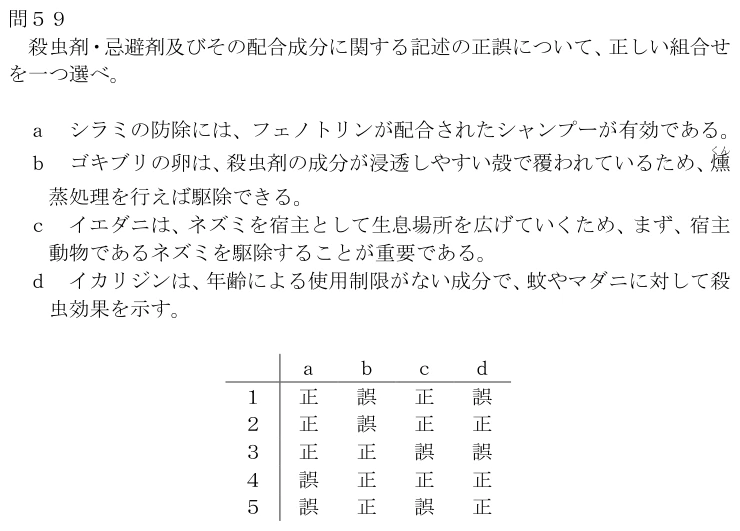 問５９
殺虫剤・忌避剤及びその配合成分に関する記述の正誤について、正しい組合せ
を一つ選べ。
a　シラミの防除には、フェノトリンが配合されたシャンプーが有効である。
b　ゴキブリの卵は、殺虫剤の成分が浸透しやすい殻で覆われているため、燻
くん
蒸処理を行えば駆除できる。
c　イエダニは、ネズミを宿主として生息場所を広げていくため、まず、宿主
動物であるネズミを駆除することが重要である。
d　イカリジンは、年齢による使用制限がない成分で、蚊やマダニに対して殺
虫効果を示す。
a b c d
1 正 誤 正 誤
2 正 誤 正 正
3 正 正 誤 誤
4 誤 正 正 正
5 誤 正 誤 正